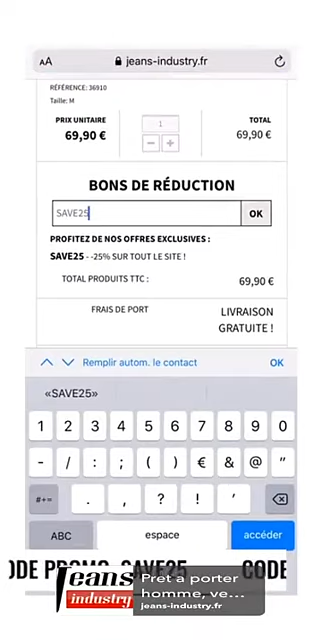 AA jeans-industry.fr
RÉFÉRENCE: 36910
Taille: M
PRIX UNITAIRE 1 TOTAL
69,90 € 69,90 €
− +
BONS DE RÉDUCTION
SAVE25 OK
PROFITEZ DE NOS OFFRES EXCLUSIVES :
SAVE25 - -25% SUR TOUT LE SITE !
TOTAL PRODUITS TTC : 69,90 €
FRAIS DE PORT LIVRAISON
GRATUITE !
Remplir autom. le contact OK
«SAVE25»
1 2 3 4 5 6 7 8 9 0
- / : ; ( ) € & @ "
#+= . , ? ! '
ABC espace accéder
ODE PROMO SAVE25 CODE
Jeans
industry
Pret a porter
homme, ve...
jeans-industry.fr